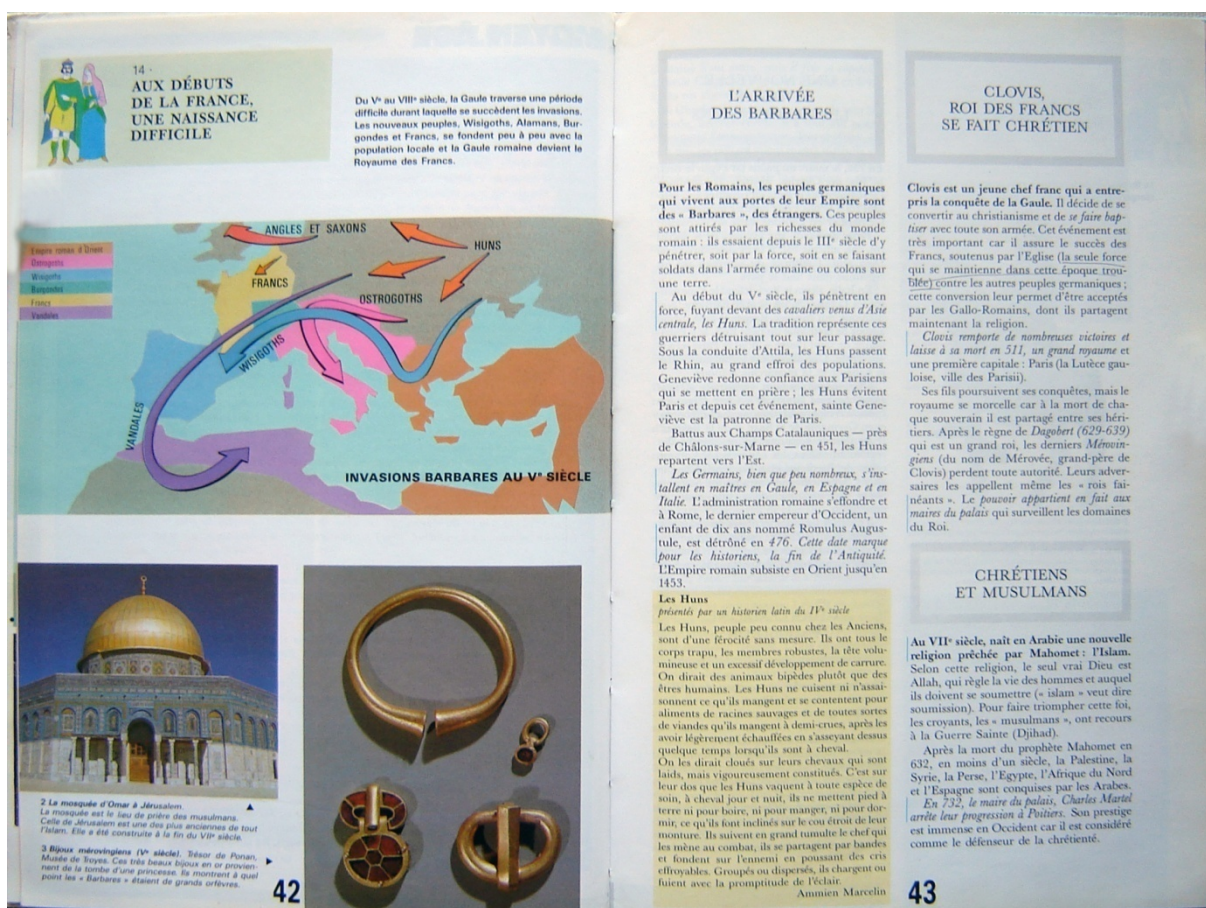 14 -
AUX DÉBUTS
DE LA FRANCE,
UNE NAISSANCE
DIFFICILE
Du Vᵉ au VIIIᵉ siècle, la Gaule traverse une période
difficile durant laquelle se succèdent les invasions.
Les nouveaux peuples, Wisigoths, Alamans, Bur-
gondes et Francs, se fondent peu à peu avec la
population locale et la Gaule romaine devient le
Royaume des Francs.
Empire romain d'Orient
Ostrogoths
Wisigoths
Burgondes
Francs
Vandales
ANGLES ET SAXONS
HUNS
FRANCS
OSTROGOTHS
WISIGOTHS
VANDALES
INVASIONS BARBARES AU Vᵉ SIÈCLE
2 La mosquée d'Omar à Jérusalem.
La mosquée est le lieu de prière des musulmans.
Celle de Jérusalem est une des plus anciennes de tout
l'Islam. Elle a été construite à la fin du VIIᵉ siècle.
3 Bijoux mérovingiens (Vᵉ siècle). Trésor de Ponan,
Musée de Troyes. Ces très beaux bijoux en or provien-
nent de la tombe d'une princesse. Ils montrent à quel
point les « Barbares » étaient de grands orfèvres.
42
L'ARRIVÉE
DES BARBARES
Pour les Romains, les peuples germaniques
qui vivent aux portes de leur Empire sont
des « Barbares », des étrangers. Ces peuples
sont attirés par les richesses du monde
romain : ils essaient depuis le IIIᵉ siècle d'y
pénétrer, soit par la force, soit en se faisant
soldats dans l'armée romaine ou colons sur
une terre.
Au début du Vᵉ siècle, ils pénètrent en
force, fuyant devant des cavaliers venus d'Asie
centrale, les Huns. La tradition représente ces
guerriers détruisant tout sur leur passage.
Sous la conduite d'Attila, les Huns passent
le Rhin, au grand effroi des populations.
Geneviève redonne confiance aux Parisiens
qui se mettent en prière ; les Huns évitent
Paris et depuis cet événement, sainte Gene-
viève est la patronne de Paris.
Battus aux Champs Catalauniques — près
de Châlons-sur-Marne — en 451, les Huns
repartent vers l'Est.
Les Germains, bien que peu nombreux, s'ins-
tallent en maîtres en Gaule, en Espagne et en
Italie. L'administration romaine s'effondre et
à Rome, le dernier empereur d'Occident, un
enfant de dix ans nommé Romulus Augus-
tule, est détrôné en 476. Cette date marque
pour les historiens, la fin de l'Antiquité.
L'Empire romain subsiste en Orient jusqu'en
1453.
Les Huns
présentés par un historien latin du IVᵉ siècle
Les Huns, peuple peu connu chez les Anciens,
sont d'une férocité sans mesure. Ils ont tous le
corps trapu, les membres robustes, la tête volu-
mineuse et un excessif développement de carrure.
On dirait des animaux bipèdes plutôt que des
êtres humains. Les Huns ne cuisent ni n'assai-
sonnent ce qu'ils mangent et se contentent pour
aliments de racines sauvages et de toutes sortes
de viandes qu'ils mangent à demi-crues, après les
avoir légèrement échauffées en s'asseyant dessus
quelque temps lorsqu'ils sont à cheval.
On les dirait cloués sur leurs chevaux qui sont
laids, mais vigoureusement constitués. C'est sur
leur dos que les Huns vaquent à toute espèce de
soin, à cheval jour et nuit, ils ne mettent pied à
terre ni pour boire, ni pour manger, ni pour dor-
mir, ce qu'ils font inclinés sur le cou étroit de leur
monture. Ils suivent en grand tumulte le chef qui
les mène au combat, ils se partagent par bandes
et fondent sur l'ennemi en poussant des cris
effroyables. Groupés ou dispersés, ils chargent ou
fuient avec la promptitude de l'éclair.
Ammien Marcelin
CLOVIS,
ROI DES FRANCS
SE FAIT CHRÉTIEN
Clovis est un jeune chef franc qui a entre-
pris la conquête de la Gaule. Il décide de se
convertir au christianisme et de se faire bap-
tiser avec toute son armée. Cet événement est
très important car il assure le succès des
Francs, soutenus par l'Eglise (la seule force
qui se maintienne dans cette époque trou-
blée) contre les autres peuples germaniques ;
cette conversion leur permet d'être acceptés
par les Gallo-Romains, dont ils partagent
maintenant la religion.
Clovis remporte de nombreuses victoires et
laisse à sa mort en 511, un grand royaume et
une première capitale : Paris (la Lutèce gau-
loise, ville des Parisii).
Ses fils poursuivent ses conquêtes, mais le
royaume se morcelle car à la mort de cha-
que souverain il est partagé entre ses héri-
tiers. Après le règne de Dagobert (629-639)
qui est un grand roi, les derniers Mérovin-
giens (du nom de Mérovée, grand-père de
Clovis) perdent toute autorité. Leurs adver-
saires les appellent même les « rois fai-
néants ». Le pouvoir appartient en fait aux
maires du palais qui surveillent les domaines
du Roi.
CHRÉTIENS
ET MUSULMANS
Au VIIᵉ siècle, naît en Arabie une nouvelle
religion prêchée par Mahomet : l'Islam.
Selon cette religion, le seul vrai Dieu est
Allah, qui règle la vie des hommes et auquel
ils doivent se soumettre (« islam » veut dire
soumission). Pour faire triompher cette foi,
les croyants, les « musulmans », ont recours
à la Guerre Sainte (Djihad).
Après la mort du prophète Mahomet en
632, en moins d'un siècle, la Palestine, la
Syrie, la Perse, l'Egypte, l'Afrique du Nord
et l'Espagne sont conquises par les Arabes.
En 732, le maire du palais, Charles Martel
arrête leur progression à Poitiers. Son prestige
est immense en Occident car il est considéré
comme le défenseur de la chrétienté.
43